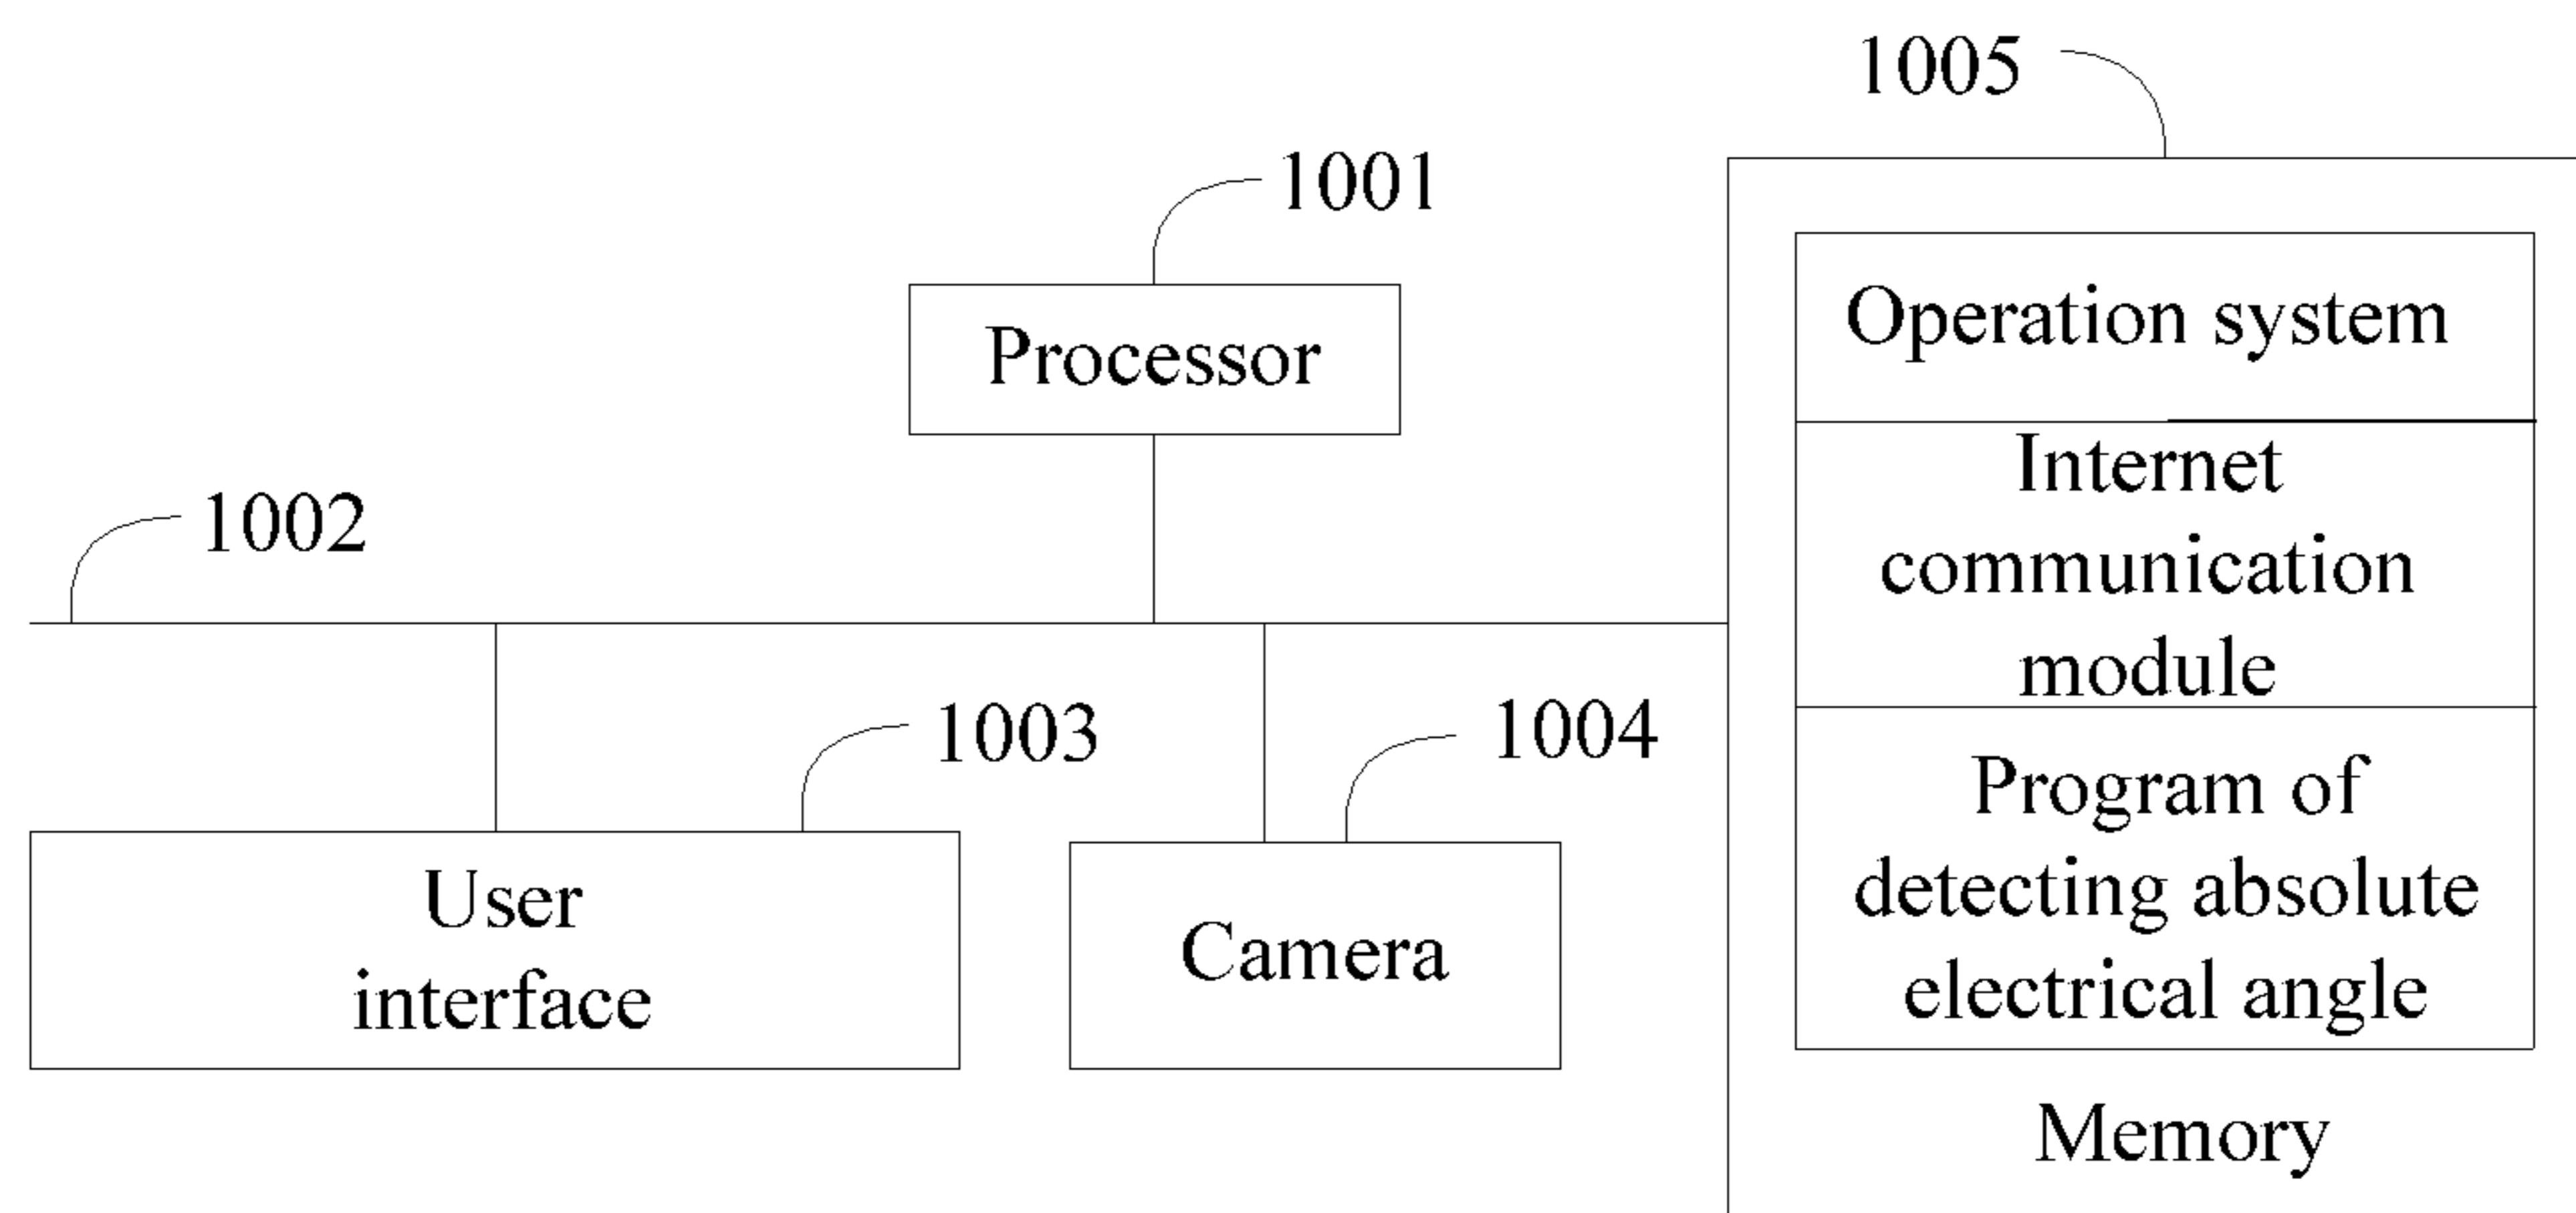 1005
1001
Processor
Operation system
Internet
communication
module
1002
1003
1004
Program of
detecting absolute
electrical angle
User
interface
Camera
Memory